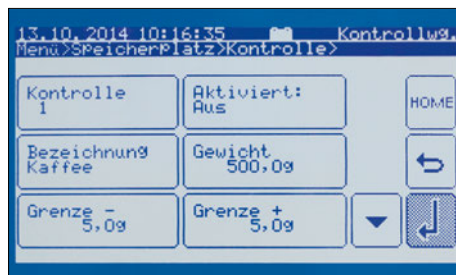 13.10.2014 10:16:35 Kontrollwg.
Menü>Speicherplatz>Kontrolle>
Kontrolle
1
Aktiviert:
Aus
HOME
Bezeichnung
Kaffee
Gewicht
500,0g
Grenze -
5,0g
Grenze +
5,0g